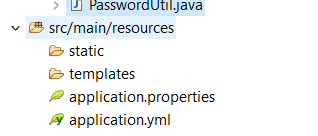 PasswordUtil.java
src/main/resources
static
templates
application.properties
application.yml